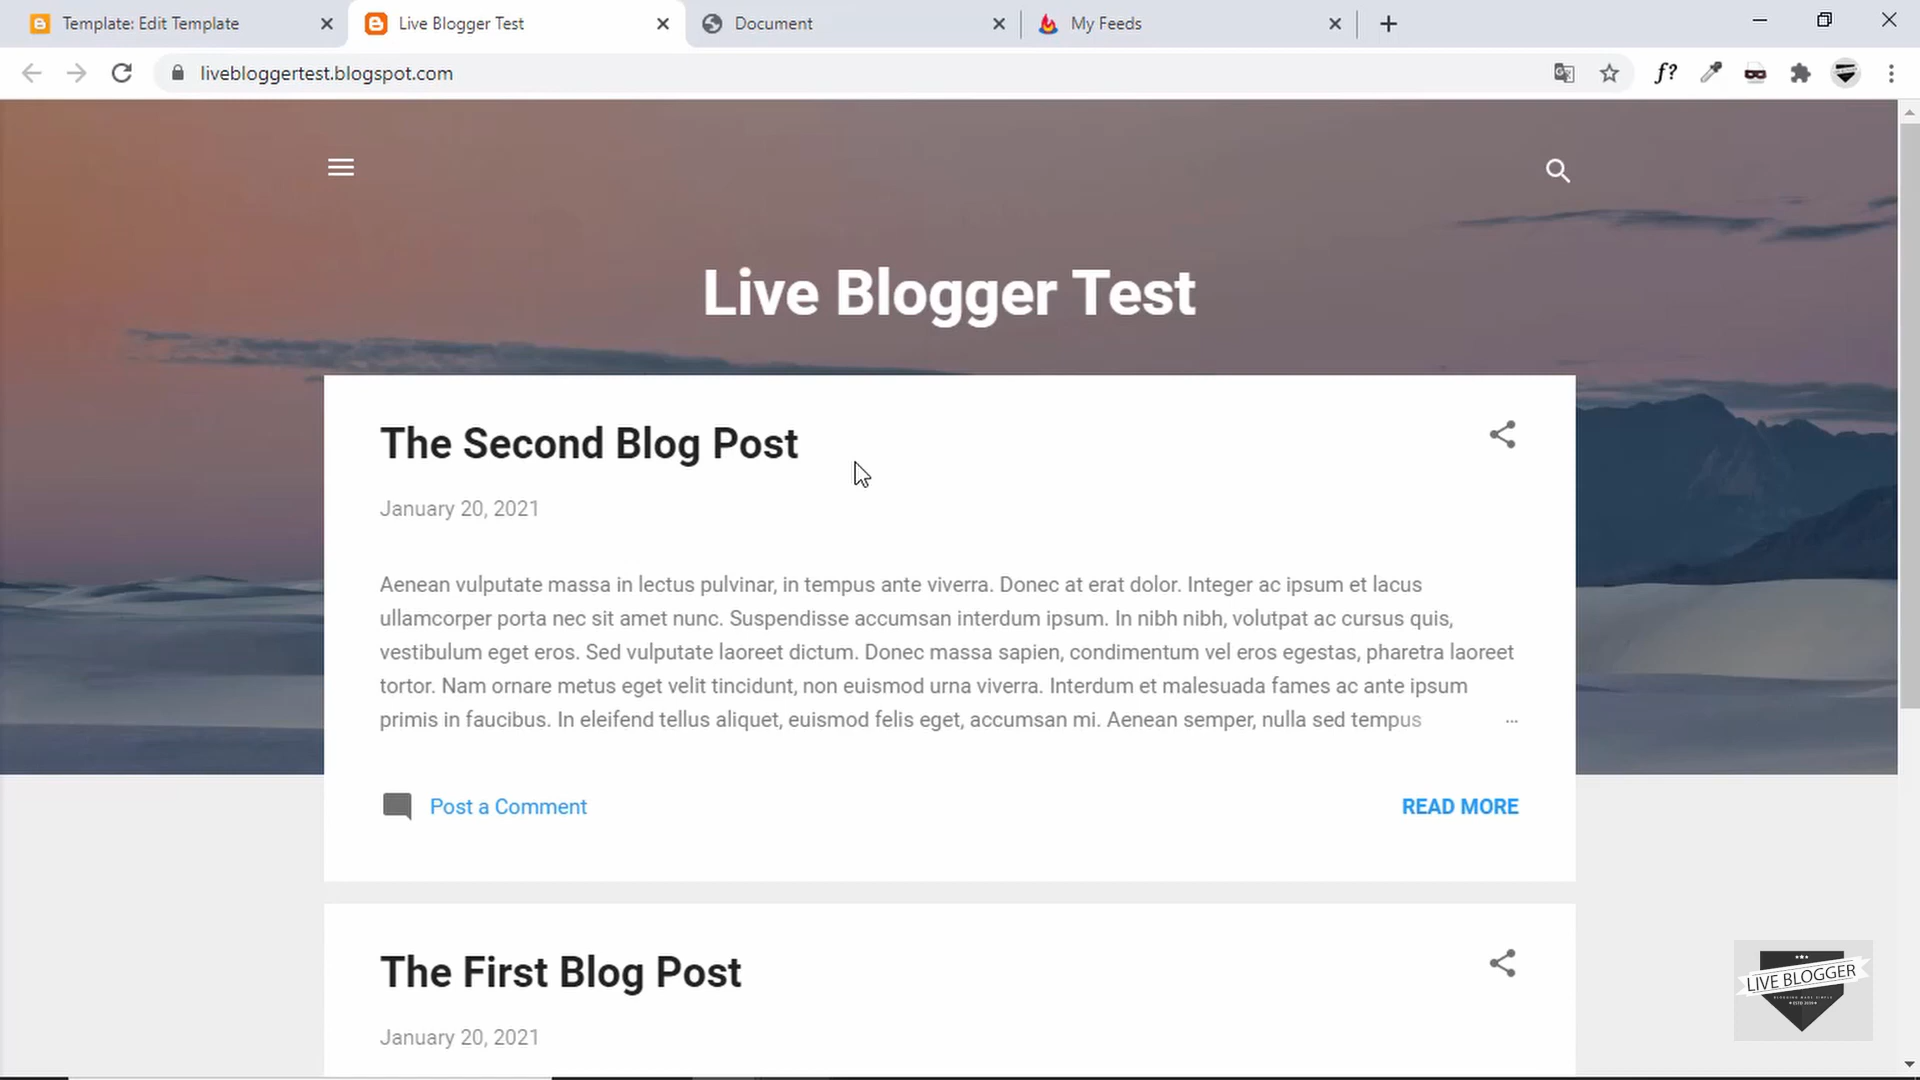 Template: Edit Template
Live Blogger Test
Document
My Feeds
livebloggertest.blogspot.com
f?
Live Blogger Test
The Second Blog Post
January 20, 2021
Aenean vulputate massa in lectus pulvinar, in tempus ante viverra. Donec at erat dolor. Integer ac ipsum et lacus
ullamcorper porta nec sit amet nunc. Suspendisse accumsan interdum ipsum. In nibh nibh, volutpat ac cursus quis,
vestibulum eget eros. Sed vulputate laoreet dictum. Donec massa sapien, condimentum vel eros egestas, pharetra laoreet
tortor. Nam ornare metus eget velit tincidunt, non euismod urna viverra. Interdum et malesuada fames ac ante ipsum
primis in faucibus. In eleifend tellus aliquet, euismod felis eget, accumsan mi. Aenean semper, nulla sed tempus ...
Post a Comment
READ MORE
The First Blog Post
January 20, 2021
LIVE BLOGGER